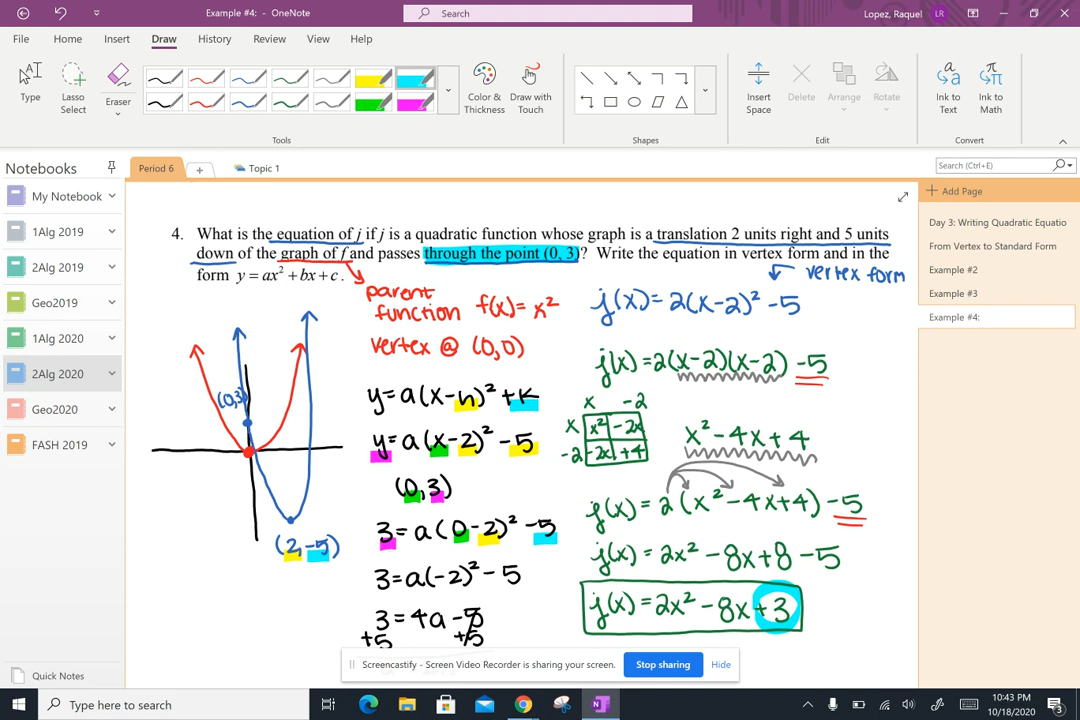 Example #4: - OneNote
Search
Lopez, Raquel
LR
File
Home
Insert
Draw
History
Review
View
Help
Type
Lasso
Select
Eraser
Color &
Thickness
Draw with
Touch
Insert
Space
Delete
Arrange
Rotate
Ink to
Text
Ink to
Math
Tools
Shapes
Edit
Convert
Notebooks
Period 6
Topic 1
Search (Ctrl+E)
My Notebook
1Alg 2019
2Alg 2019
Geo2019
1Alg 2020
2Alg 2020
Geo2020
FASH 2019
Quick Notes
Add Page
Day 3: Writing Quadratic Equatio
From Vertex to Standard Form
Example #2
Example #3
Example #4:
4. What is the equation of j if j is a quadratic function whose graph is a translation 2 units right and 5 units
down of the graph of f and passes through the point (0, 3)? Write the equation in vertex form and in the
form y = ax² + bx + c.
vertex form
parent
function f(x) = x²
vertex @ (0,0)
(0,3)
(2,-5)
y = a(x-h)² + k
y = a(x-2)² - 5
(0,3)
3 = a(0-2)² - 5
3 = a(-2)² - 5
3 = 4a - 5
+5 +5
j(x) = 2(x-2)² - 5
j(x) = 2(x-2)(x-2) - 5
x -2
x x² -2x
-2 -2x +4
x² - 4x + 4
j(x) = 2(x² - 4x + 4) - 5
j(x) = 2x² - 8x + 8 - 5
j(x) = 2x² - 8x + 3
Screencastify - Screen Video Recorder is sharing your screen.
Stop sharing
Hide
Type here to search
10:43 PM
10/18/2020
3